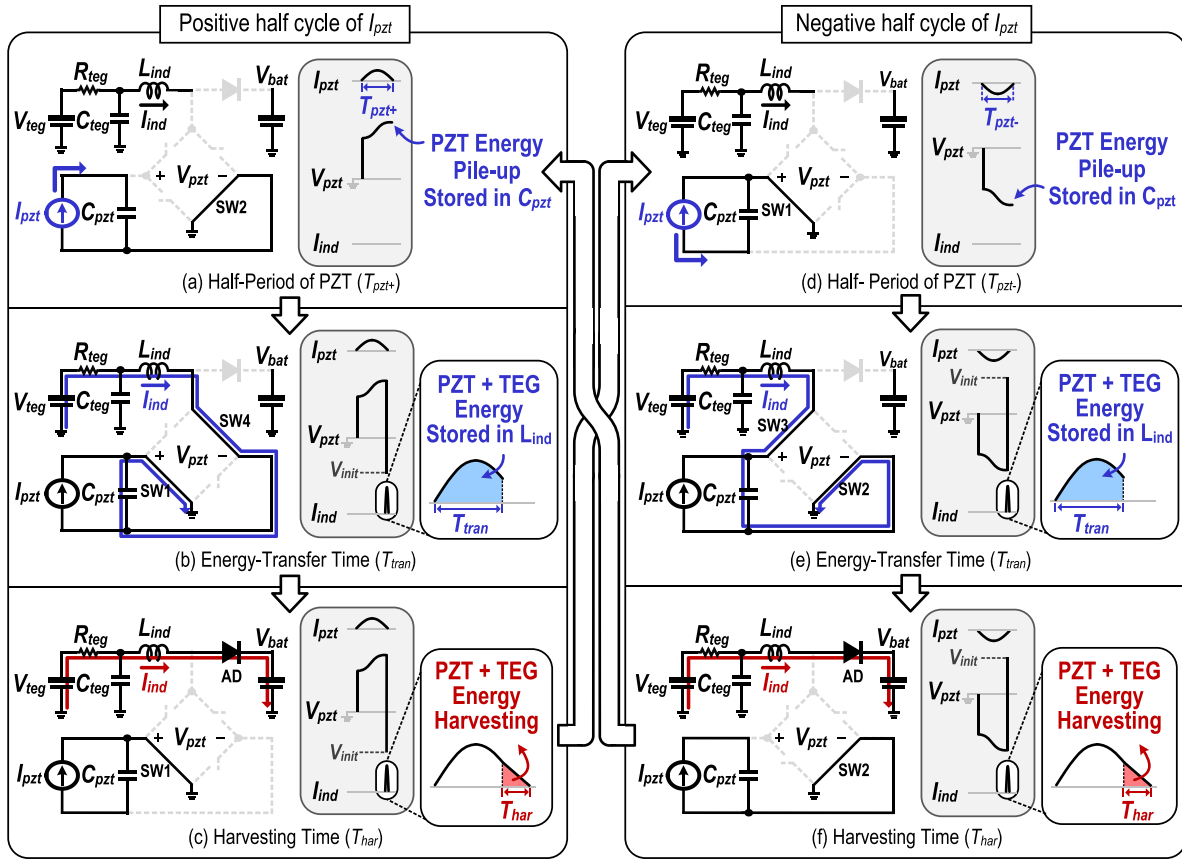 Positive half cycle of Ipzt
Rteg
Lind
Vbat
Vteg
Cteg
Iind
+ Vpzt −
SW2
Ipzt
Cpzt
Ipzt
Tpzt+
Vpzt
Iind
PZT Energy
Pile-up
Stored in Cpzt
(a) Half-Period of PZT (Tpzt+)
Rteg
Lind
Vbat
Vteg
Cteg
Iind
SW4
+ Vpzt −
SW1
Ipzt
Cpzt
Ipzt
Vpzt
Vinit
Iind
PZT + TEG
Energy
Stored in Lind
Ttran
(b) Energy-Transfer Time (Ttran)
Rteg
Lind
Vbat
Vteg
Cteg
Iind
AD
+ Vpzt −
SW1
Ipzt
Cpzt
Ipzt
Vpzt
Vinit
Iind
PZT + TEG
Energy
Harvesting
Thar
(c) Harvesting Time (Thar)
Negative half cycle of Ipzt
Rteg
Lind
Vbat
Vteg
Cteg
Iind
+ Vpzt −
SW1
Ipzt
Cpzt
Ipzt
Tpzt-
Vpzt
Iind
PZT Energy
Pile-up
Stored in Cpzt
(d) Half- Period of PZT (Tpzt-)
Rteg
Lind
Vbat
Vteg
Cteg
Iind
SW3
+ Vpzt −
SW2
Ipzt
Cpzt
Ipzt
Vinit
Vpzt
Iind
PZT + TEG
Energy
Stored in Lind
Ttran
(e) Energy-Transfer Time (Ttran)
Rteg
Lind
Vbat
Vteg
Cteg
Iind
AD
+ Vpzt −
SW2
Ipzt
Cpzt
Ipzt
Vinit
Vpzt
Iind
PZT + TEG
Energy
Harvesting
Thar
(f) Harvesting Time (Thar)